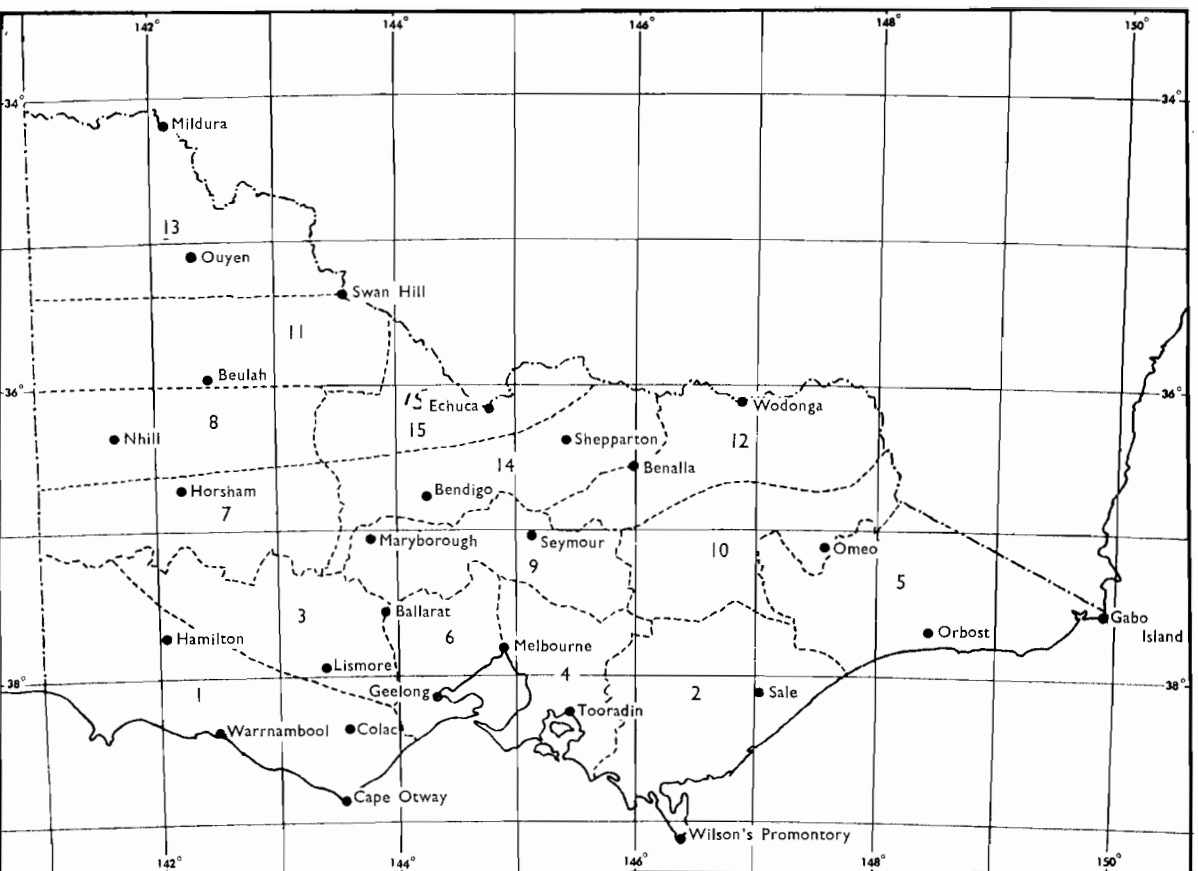 142° 144° 146° 148° 150°
34° 34°
Mildura
13
Ouyen
Swan Hill
11
Beulah
36° 36°
15 Echuca
Wodonga
8
15
Nhill
Shepparton
12
14
Benalla
Horsham
Bendigo
7
Maryborough
Seymour
10
Omeo
9
5
3
Ballarat
Gabo
Island
6
Orbost
Hamilton
Melbourne
Lismore
4
38° 38°
1
Geelong
2
Sale
Tooradin
Warrnambool
Colac
Cape Otway
Wilson's Promontory
142° 144° 146° 148° 150°